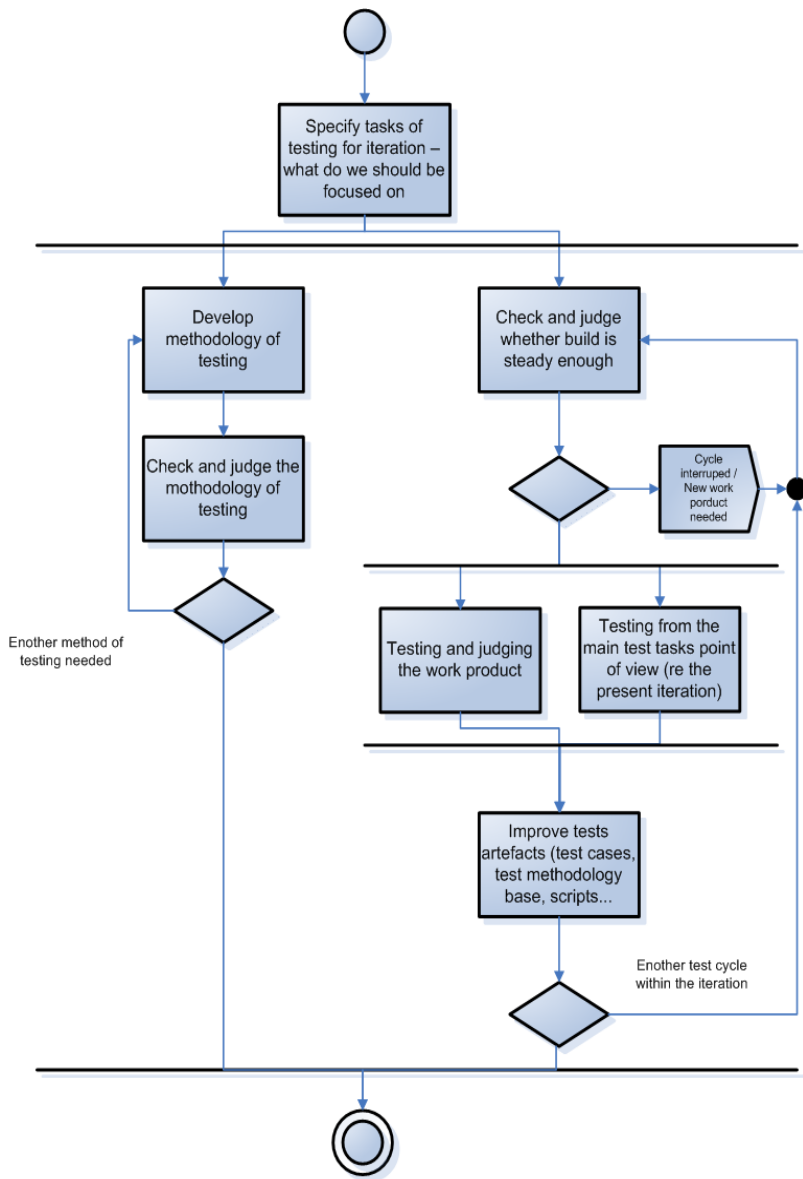 Specify tasks of
testing for iteration –
what do we should be
focused on
Develop
methodology of
testing
Check and judge
whether build is
steady enough
Check and judge the
mothodology of
testing
Cycle
interruped /
New work
porduct
needed
Enother method of
testing needed
Testing and judging
the work product
Testing from the
main test tasks point
of view (re the
present iteration)
Improve tests
artefacts (test cases,
test methodology
base, scripts...
Enother test cycle
within the iteration